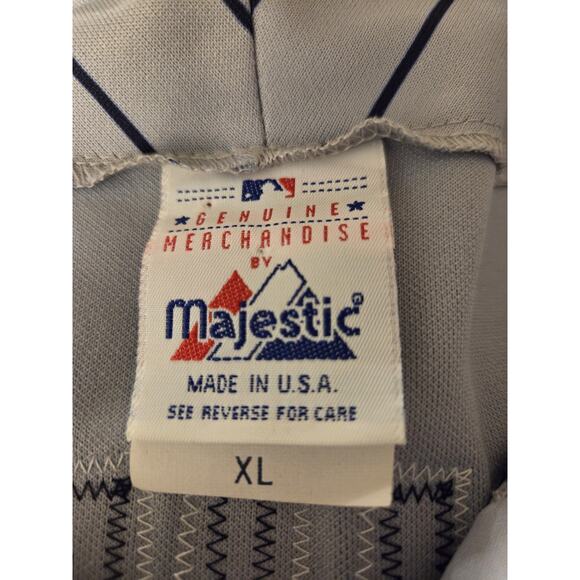 GENUINE
MERCHANDISE
BY
Majestic®
MADE IN U.S.A.
SEE REVERSE FOR CARE
XL